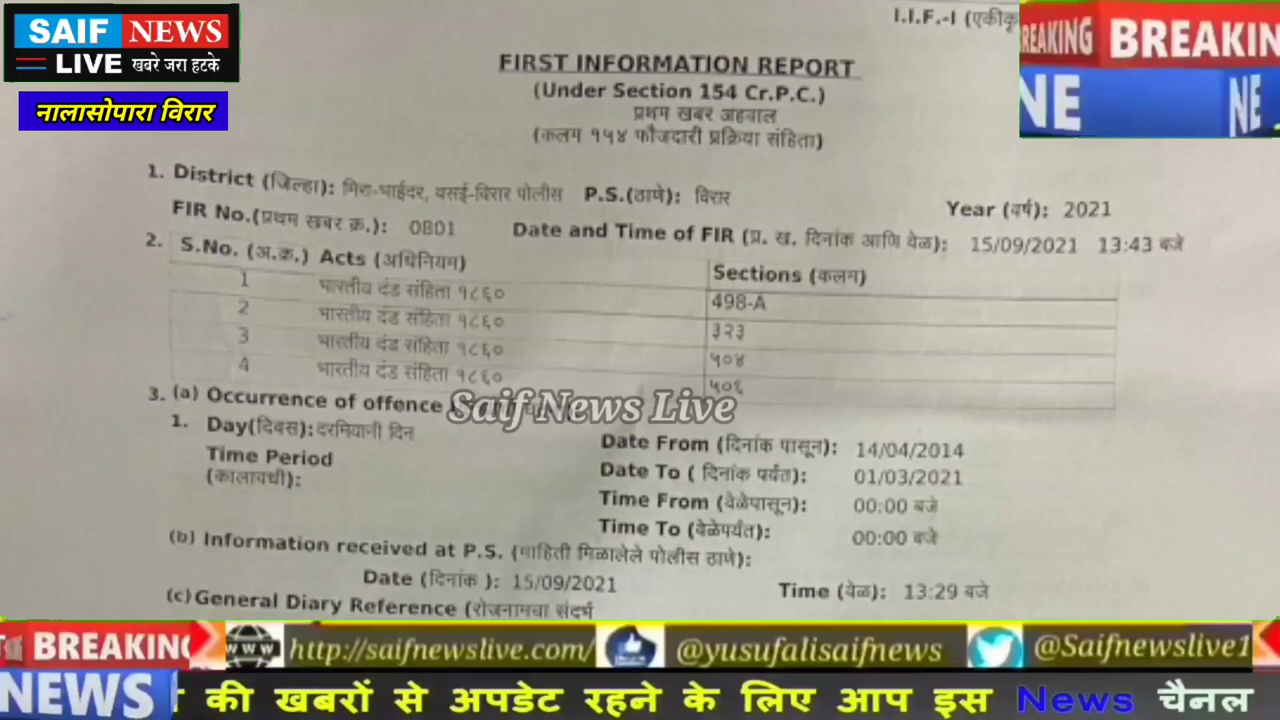 SAIF NEWS
LIVE खबरे जरा हटके
नालासोपारा विरार
I.I.F.-I
BREAKING BREAKIN
NE NE
FIRST INFORMATION REPORT
(Under Section 154 Cr.P.C.)
प्रथम खबर अहवाल
(कलम १५४ फौजदारी प्रक्रिया संहिता)
1. District (जिल्हा): मिरा-भाईदर, वसई-विरार पोलीस P.S.(ठाणे): विरार Year (वर्ष): 2021
FIR No.(प्रथम खबर क्र.): 0801 Date and Time of FIR (प्र. ख. दिनांक आणि वेळ): 15/09/2021 13:43 बजे
2. S.No. (अ.क्र.) Acts (अधिनियम) Sections (कलम)
1 भारतीय दंड संहिता १८६० 498-A
2 भारतीय दंड संहिता १८६० ३२३
3 भारतीय दंड संहिता १८६० ५०४
4 भारतीय दंड संहिता १८६० ५०६
3. (a) Occurrence of offence
Saif News Live
1. Day(दिवस): दरमियानी दिन Date From (दिनांक पासून): 14/04/2014
Time Period Date To ( दिनांक पर्यंत): 01/03/2021
(कालावधी): Time From (वेळेपासून): 00:00 बजे
Time To (वेळेपर्यंत): 00:00 बजे
(b) Information received at P.S. (माहिती मिळालेले पोलीस ठाणे):
Date (दिनांक ): 15/09/2021 Time (वेळ): 13:29 बजे
(c) General Diary Reference (रोजनामचा संदर्भ
BREAKING http://saifnewslive.com/ @yusufalisaifnews @Saifnewslive1
NEWS की खबरों से अपडेट रहने के लिए आप इस News चैनल